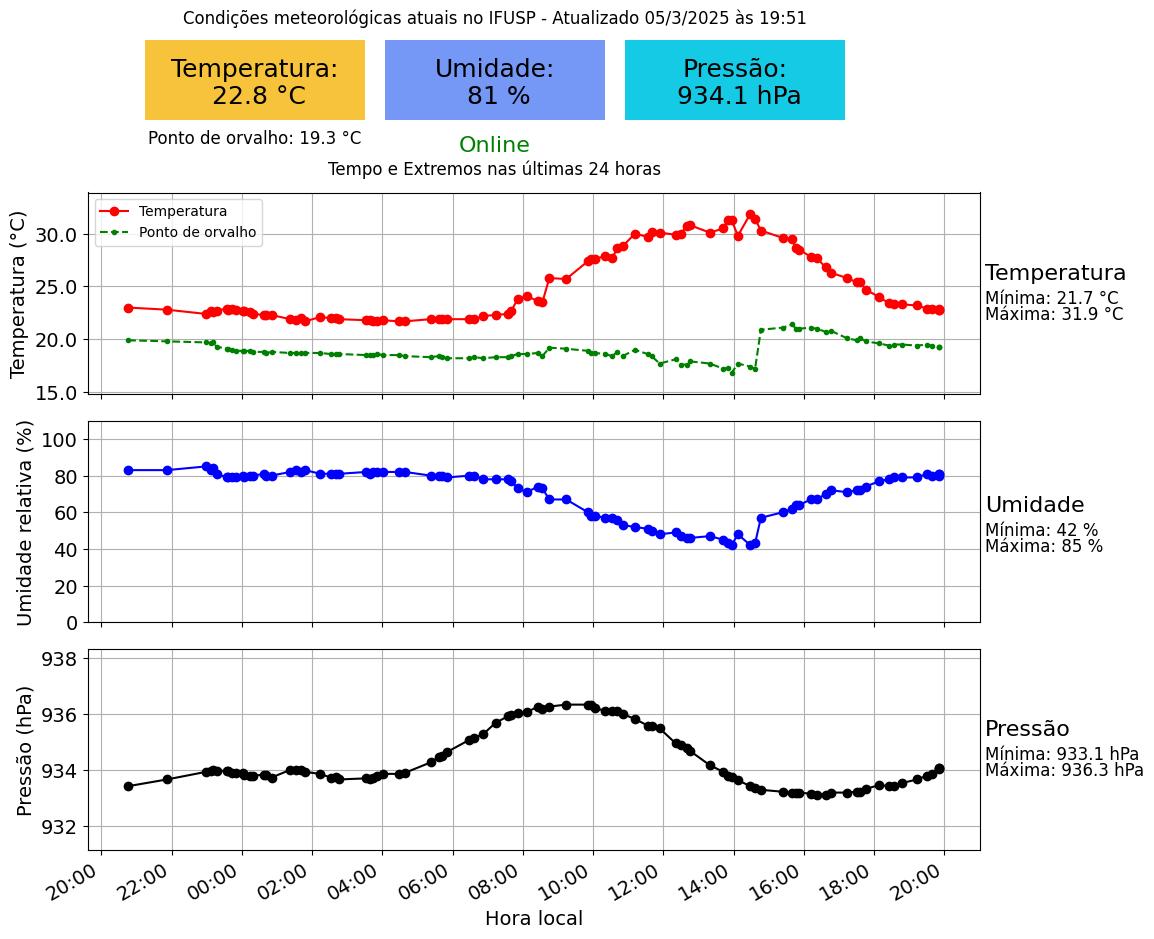 Condições meteorológicas atuais no IFUSP - Atualizado 05/3/2025 às 19:51
Temperatura:
22.8 °C
Umidade:
81 %
Pressão:
934.1 hPa
Ponto de orvalho: 19.3 °C
Online
Tempo e Extremos nas últimas 24 horas
Temperatura (°C)
30.0
25.0
20.0
15.0
Temperatura
Ponto de orvalho
Temperatura
Mínima: 21.7 °C
Máxima: 31.9 °C
Umidade relativa (%)
100
80
60
40
20
0
Umidade
Mínima: 42 %
Máxima: 85 %
Pressão (hPa)
938
936
934
932
Pressão
Mínima: 933.1 hPa
Máxima: 936.3 hPa
20:00 22:00 00:00 02:00 04:00 06:00 08:00 10:00 12:00 14:00 16:00 18:00 20:00
Hora local